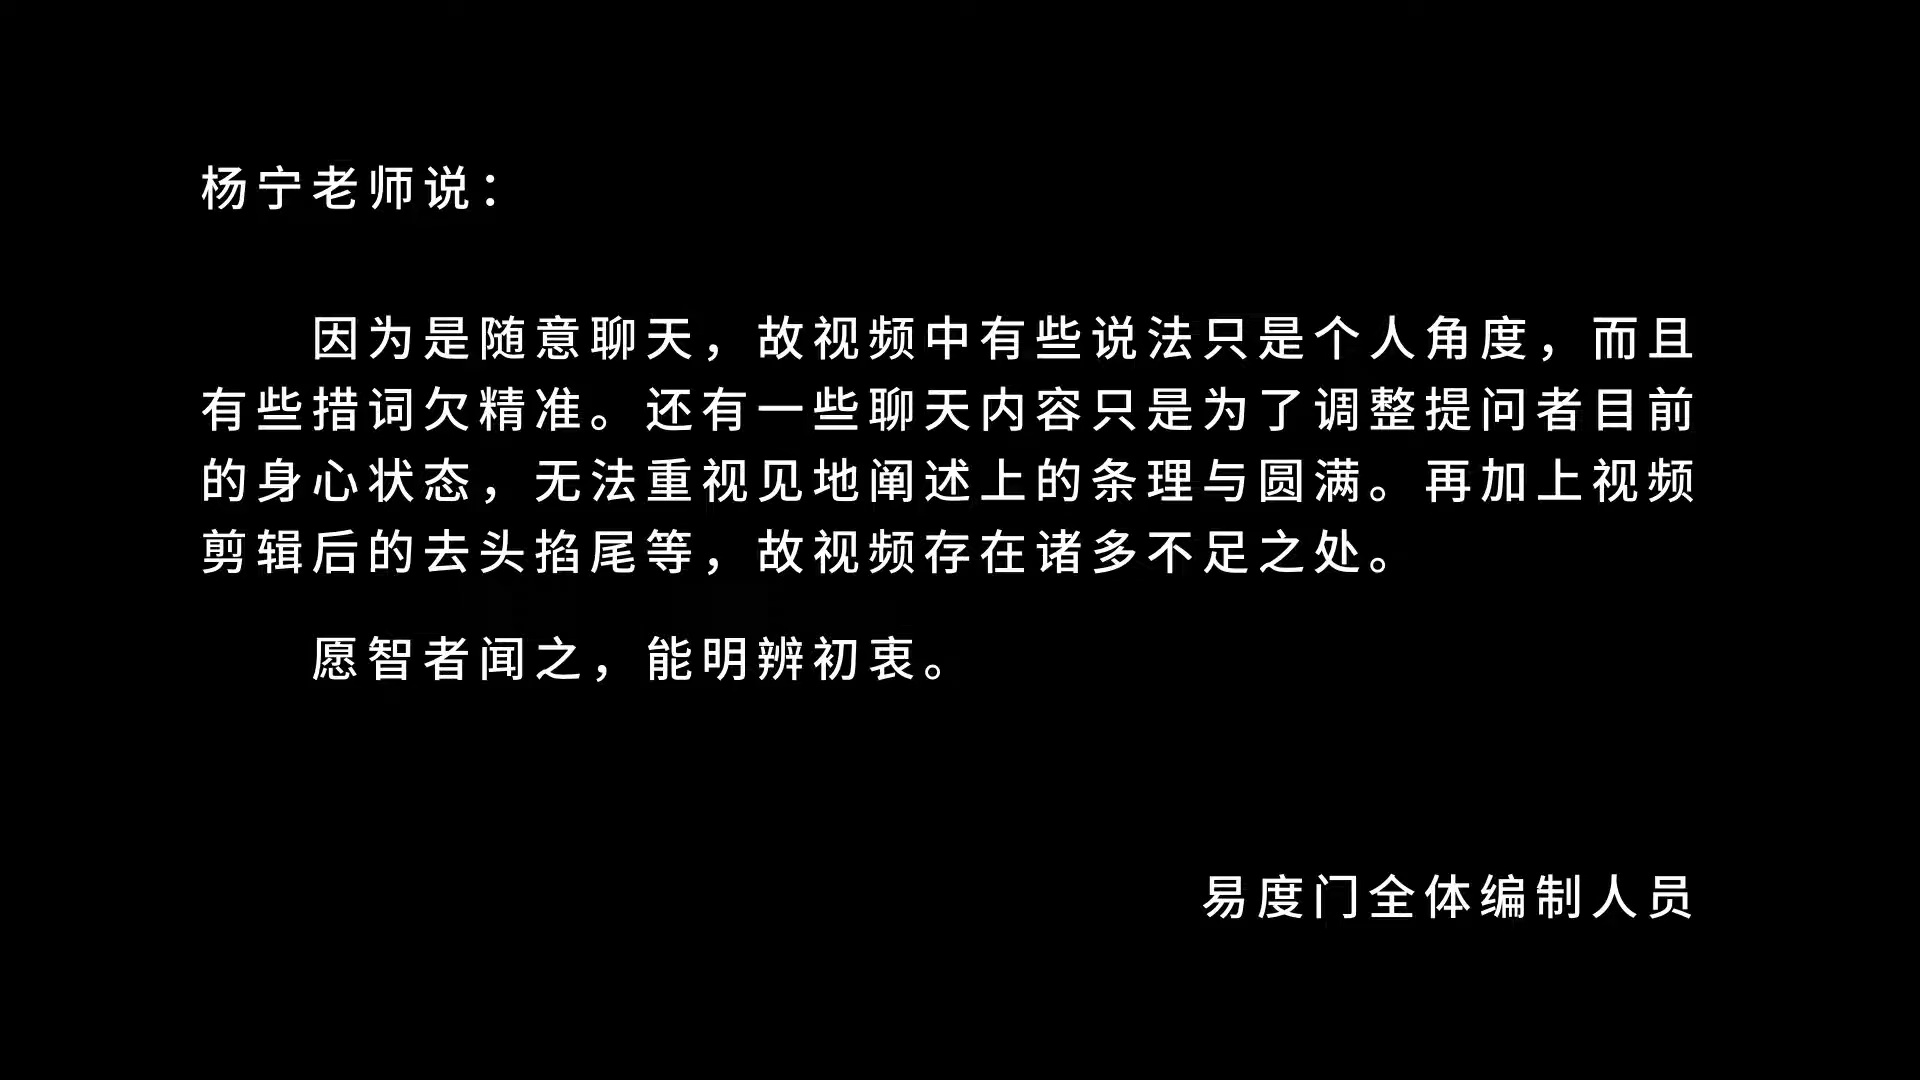 杨宁老师说：
因为是随意聊天，故视频中有些说法只是个人角度，而且
有些措词欠精准。还有一些聊天内容只是为了调整提问者目前
的身心状态，无法重视见地阐述上的条理与圆满。再加上视频
剪辑后的去头掐尾等，故视频存在诸多不足之处。
愿智者闻之，能明辨初衷。
易度门全体编制人员